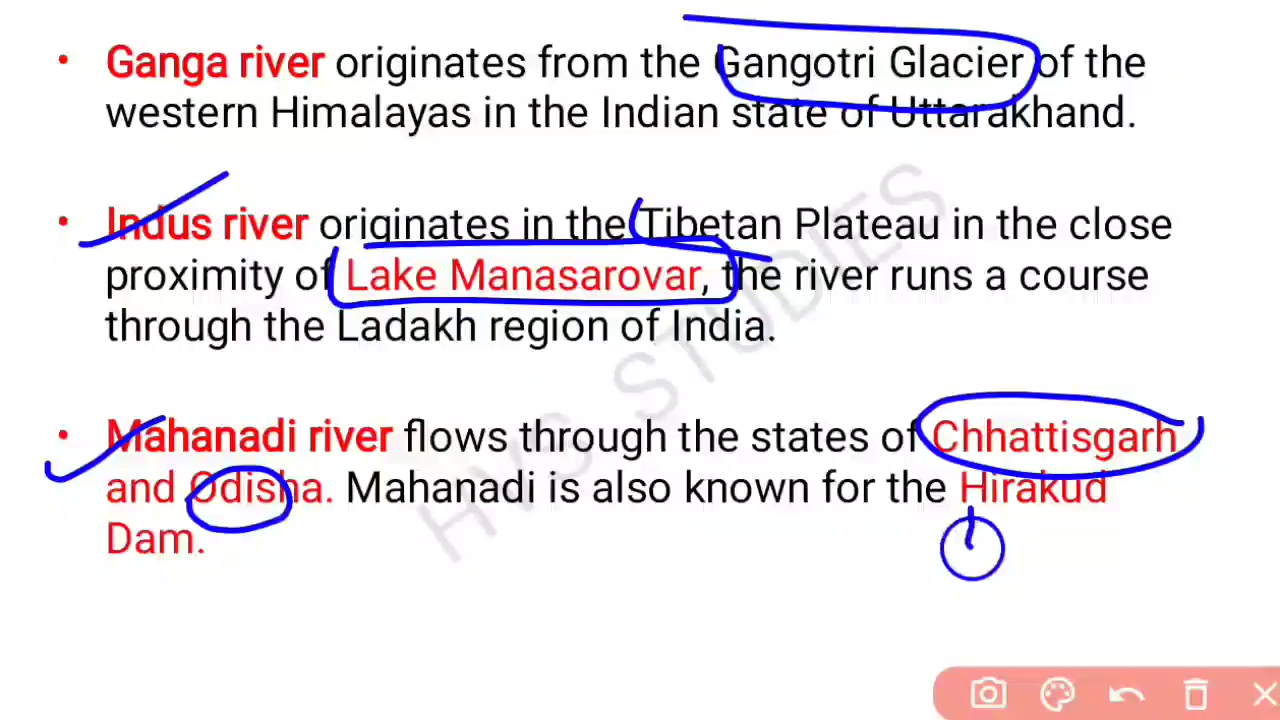 • Ganga river originates from the Gangotri Glacier of the
western Himalayas in the Indian state of Uttarakhand.
• Indus river originates in the Tibetan Plateau in the close
proximity of Lake Manasarovar, the river runs a course
through the Ladakh region of India.
• Mahanadi river flows through the states of Chhattisgarh
and Odisha. Mahanadi is also known for the Hirakud
Dam.
HVS STUDIES